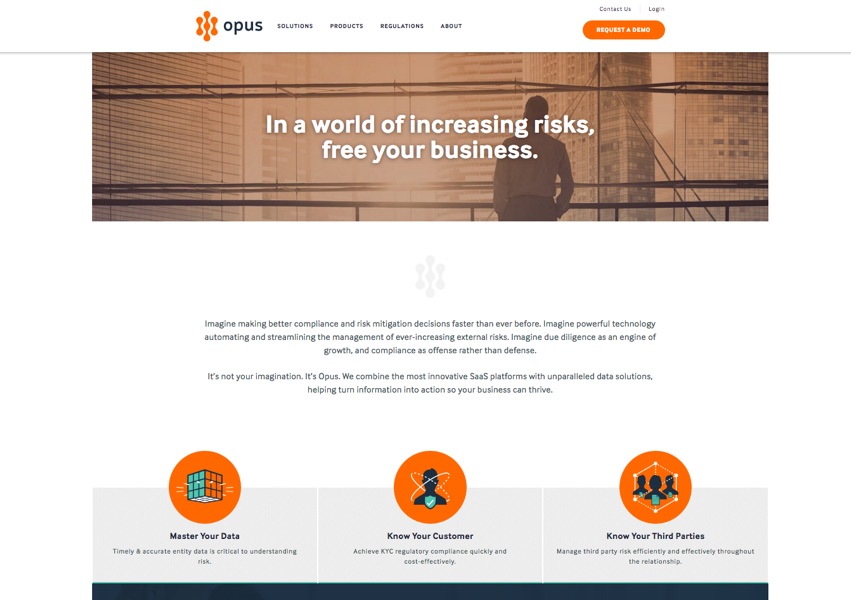 Contact Us
Login
opus
SOLUTIONS
PRODUCTS
REGULATIONS
ABOUT
REQUEST A DEMO
In a world of increasing risks,
free your business.
Imagine making better compliance and risk mitigation decisions faster than ever before. Imagine powerful technology
automating and streamlining the management of ever-increasing external risks. Imagine due diligence as an engine of
growth, and compliance as offense rather than defense.
It's not your imagination. It's Opus. We combine the most innovative SaaS platforms with unparalleled data solutions,
helping turn information into action so your business can thrive.
Master Your Data
Timely & accurate entity data is critical to understanding
risk.
Know Your Customer
Achieve KYC regulatory compliance quickly and
cost-effectively.
Know Your Third Parties
Manage third party risk efficiently and effectively throughout
the relationship.